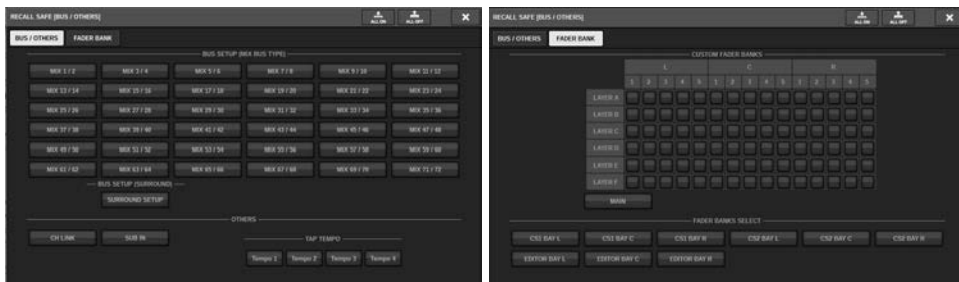 RECALL SAFE [BUS / OTHERS]
ALL ON
ALL OFF
BUS / OTHERS
FADER BANK
BUS SETUP (MIX BUS TYPE)
MIX 1 / 2 MIX 3 / 4 MIX 5 / 6 MIX 7 / 8 MIX 9 / 10 MIX 11 / 12
MIX 13 / 14 MIX 15 / 16 MIX 17 / 18 MIX 19 / 20 MIX 21 / 22 MIX 23 / 24
MIX 25 / 26 MIX 27 / 28 MIX 29 / 30 MIX 31 / 32 MIX 33 / 34 MIX 35 / 36
MIX 37 / 38 MIX 39 / 40 MIX 41 / 42 MIX 43 / 44 MIX 45 / 46 MIX 47 / 48
MIX 49 / 50 MIX 51 / 52 MIX 53 / 54 MIX 55 / 56 MIX 57 / 58 MIX 59 / 60
MIX 61 / 62 MIX 63 / 64 MIX 65 / 66 MIX 67 / 68 MIX 69 / 70 MIX 71 / 72
BUS SETUP (SURROUND)
SURROUND SETUP
OTHERS
CH LINK SUB IN
TAP TEMPO
Tempo 1 Tempo 2 Tempo 3 Tempo 4
RECALL SAFE [BUS / OTHERS]
ALL ON
ALL OFF
BUS / OTHERS
FADER BANK
CUSTOM FADER BANKS
L C R
1 2 3 4 5 1 2 3 4 5 1 2 3 4 5
LAYER A
LAYER B
LAYER C
LAYER D
LAYER E
LAYER F
MAIN
FADER BANKS SELECT
CS1 BAY L CS1 BAY C CS1 BAY R CS2 BAY L CS2 BAY C CS2 BAY R
EDITOR BAY L EDITOR BAY C EDITOR BAY R